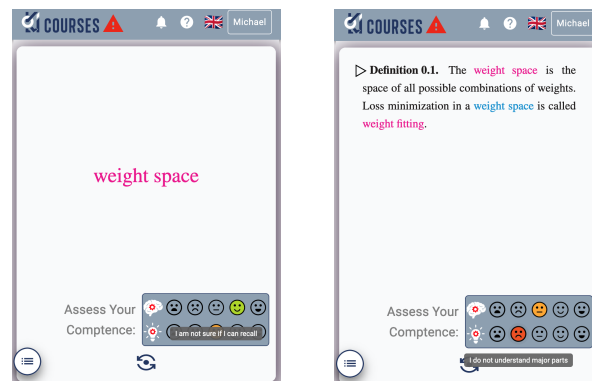 COURSES
Michael
weight space
Assess Your
Comptence:
I am not sure if I can recall
COURSES
Michael
Definition 0.1. The weight space is the
space of all possible combinations of weights.
Loss minimization in a weight space is called
weight fitting.
Assess Your
Comptence:
I do not understand major parts